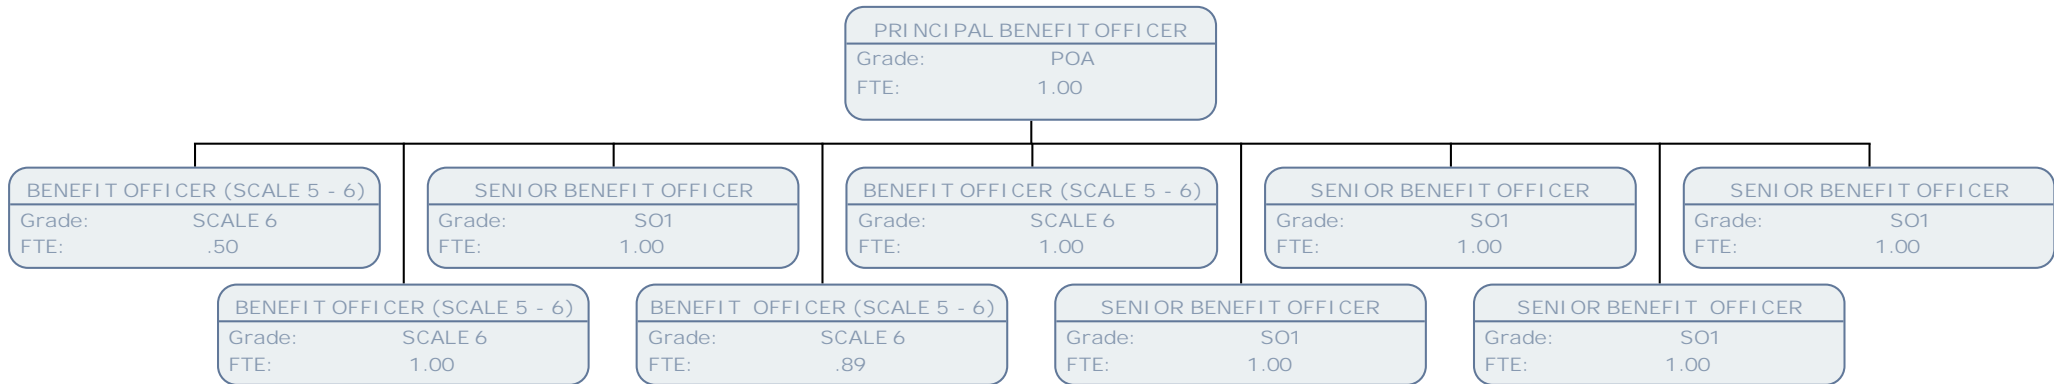 PRINCIPAL BENEFIT OFFICER
Grade: POA
FTE: 1.00
BENEFIT OFFICER (SCALE 5 - 6)
Grade: SCALE 6
FTE: .50
SENIOR BENEFIT OFFICER
Grade: SO1
FTE: 1.00
BENEFIT OFFICER (SCALE 5 - 6)
Grade: SCALE 6
FTE: 1.00
SENIOR BENEFIT OFFICER
Grade: SO1
FTE: 1.00
SENIOR BENEFIT OFFICER
Grade: SO1
FTE: 1.00
BENEFIT OFFICER (SCALE 5 - 6)
Grade: SCALE 6
FTE: 1.00
BENEFIT OFFICER (SCALE 5 - 6)
Grade: SCALE 6
FTE: .89
SENIOR BENEFIT OFFICER
Grade: SO1
FTE: 1.00
SENIOR BENEFIT OFFICER
Grade: SO1
FTE: 1.00